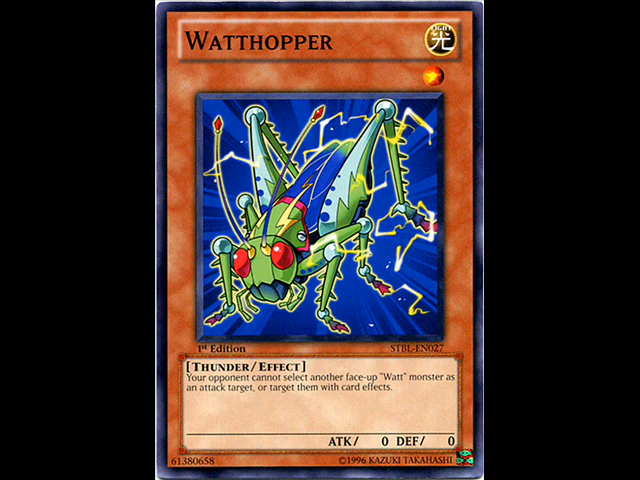 WATTHOPPER
LIGHT
光
1st Edition
STBL-EN027
[THUNDER/EFFECT]
Your opponent cannot select another face-up "Watt" monster as
an attack target, or target them with card effects.
ATK/ 0 DEF/ 0
61380658
©1996 KAZUKI TAKAHASHI